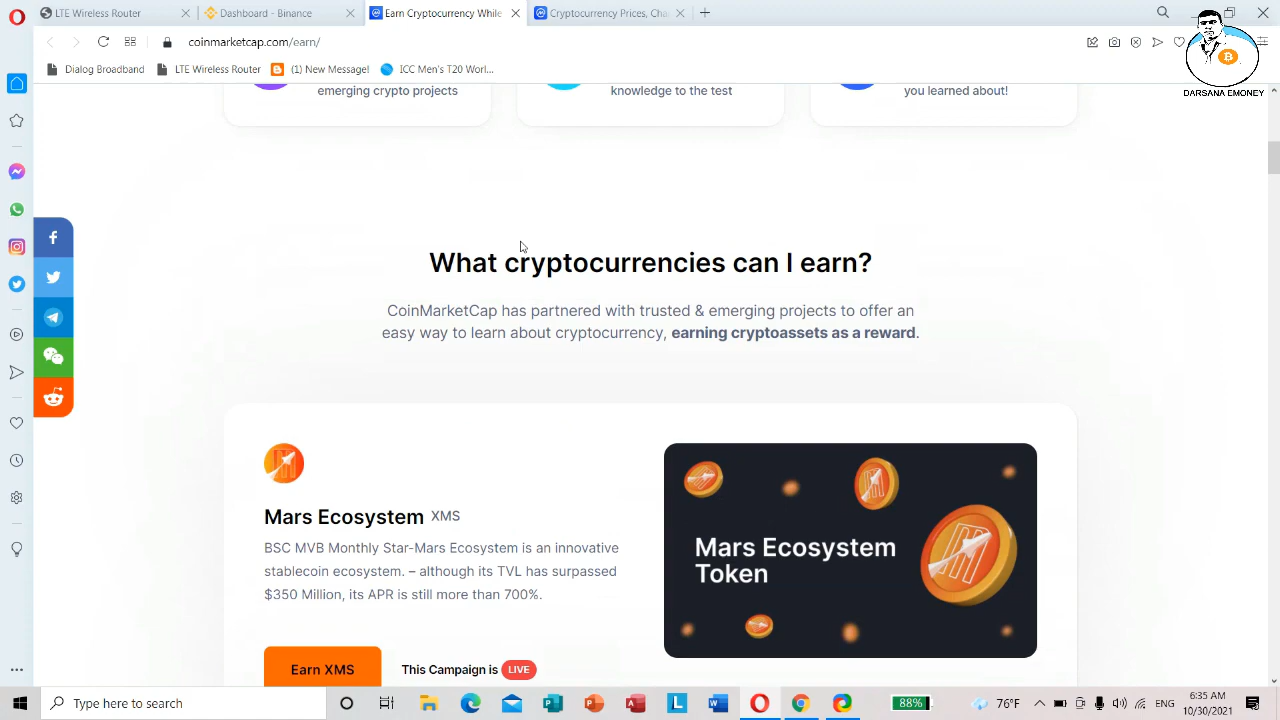 LTE Wireless Router
Dashboard - Binance
Earn Cryptocurrency While
Cryptocurrency Prices, Cha
coinmarketcap.com/earn/
Dialog Broadband
LTE Wireless Router
(1) New Message!
ICC Men's T20 Worl...
DARSANA EMONEY
emerging crypto projects
knowledge to the test
you learned about!
What cryptocurrencies can I earn?
CoinMarketCap has partnered with trusted & emerging projects to offer an
easy way to learn about cryptocurrency, earning cryptoassets as a reward.
Mars Ecosystem XMS
BSC MVB Monthly Star-Mars Ecosystem is an innovative
stablecoin ecosystem. – although its TVL has surpassed
$350 Million, its APR is still more than 700%.
Earn XMS
This Campaign is LIVE
Mars Ecosystem
Token
Type here to search
88%
76°F
ENG
6:35 AM
10/30/2021